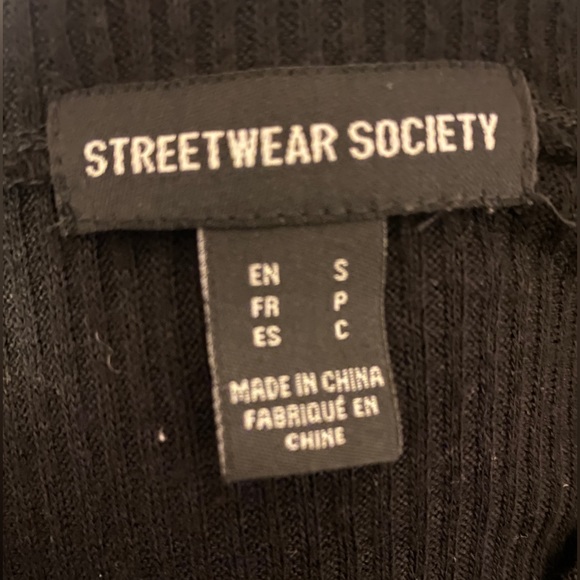 STREETWEAR SOCIETY
EN S
FR P
ES C
MADE IN CHINA
FABRIQUÉ EN
CHINE